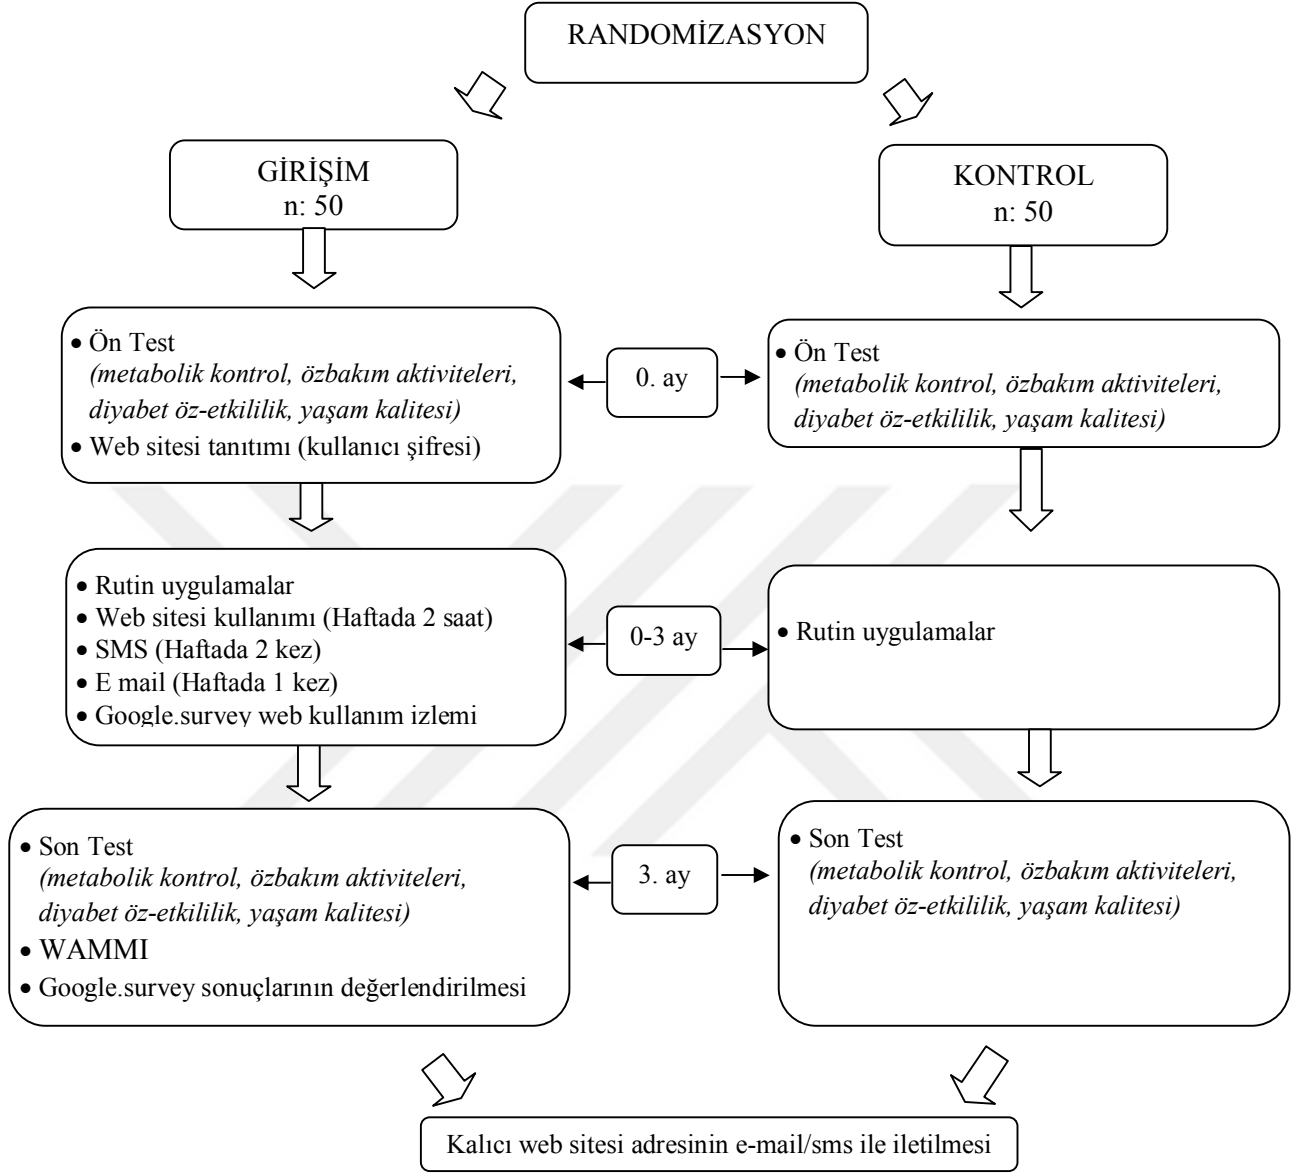 RANDOMİZASYON
GİRİŞİM
n: 50
KONTROL
n: 50
• Ön Test
(metabolik kontrol, özbakım aktiviteleri,
diyabet öz-etkililik, yaşam kalitesi)
• Web sitesi tanıtımı (kullanıcı şifresi)
0. ay
• Ön Test
(metabolik kontrol, özbakım aktiviteleri,
diyabet öz-etkililik, yaşam kalitesi)
• Rutin uygulamalar
• Web sitesi kullanımı (Haftada 2 saat)
• SMS (Haftada 2 kez)
• E mail (Haftada 1 kez)
• Google.survey web kullanım izlemi
0-3 ay
• Rutin uygulamalar
• Son Test
(metabolik kontrol, özbakım aktiviteleri,
diyabet öz-etkililik, yaşam kalitesi)
• WAMMI
• Google.survey sonuçlarının değerlendirilmesi
3. ay
• Son Test
(metabolik kontrol, özbakım aktiviteleri,
diyabet öz-etkililik, yaşam kalitesi)
Kalıcı web sitesi adresinin e-mail/sms ile iletilmesi